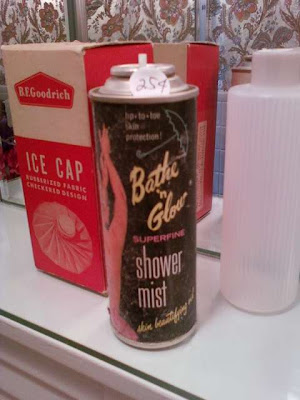 B.F.Goodrich
ICE CAP
RUBBERIZED FABRIC
CHECKERED DESIGN
25¢
tip-to-toe
skin
protection!
Bathe
'n
Glow
SUPERFINE
shower
mist
skin beautifying